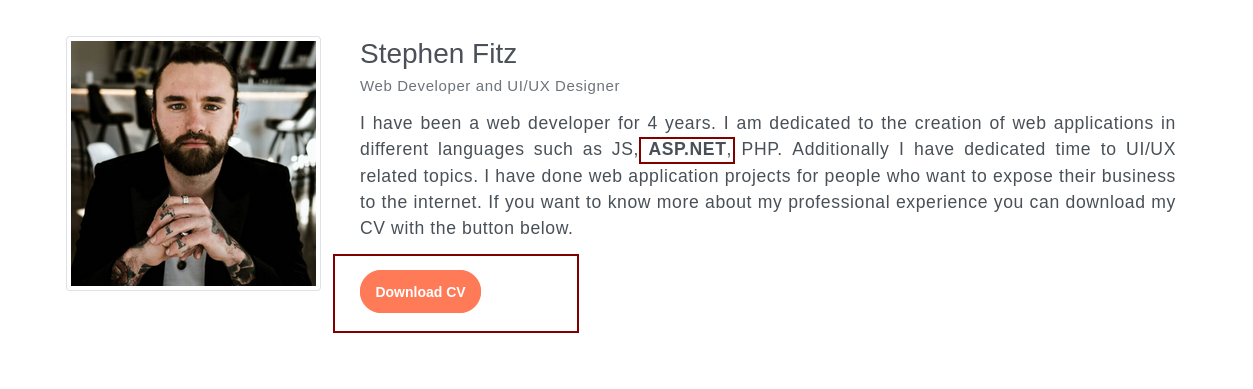 Stephen Fitz
Web Developer and UI/UX Designer
I have been a web developer for 4 years. I am dedicated to the creation of web applications in
different languages such as JS, ASP.NET, PHP. Additionally I have dedicated time to UI/UX
related topics. I have done web application projects for people who want to expose their business
to the internet. If you want to know more about my professional experience you can download my
CV with the button below.
Download CV